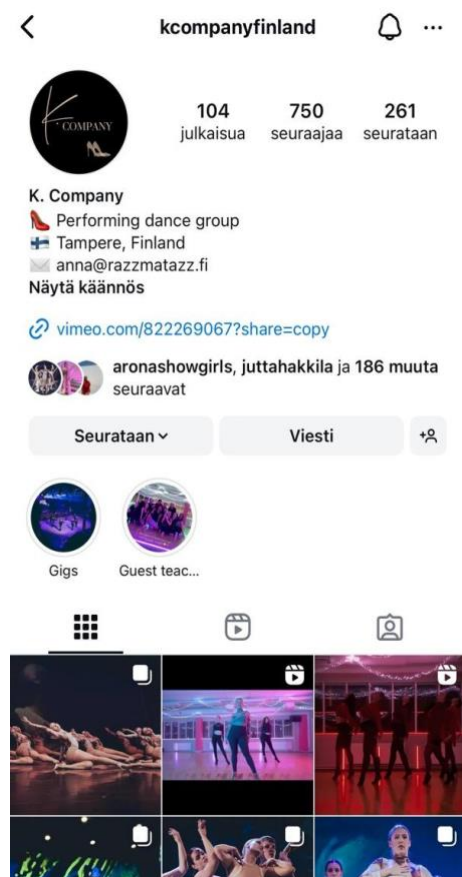 kcompanyfinland
K. COMPANY
104 750 261
julkaisua seuraajaa seurataan
K. Company
👠 Performing dance group
🇫🇮 Tampere, Finland
✉️ anna@razzmatazz.fi
Näytä käännös
vimeo.com/822269067?share=copy
aronashowgirls, juttahakkila ja 186 muuta
seuraavat
Seurataan Viesti
Gigs Guest teac...